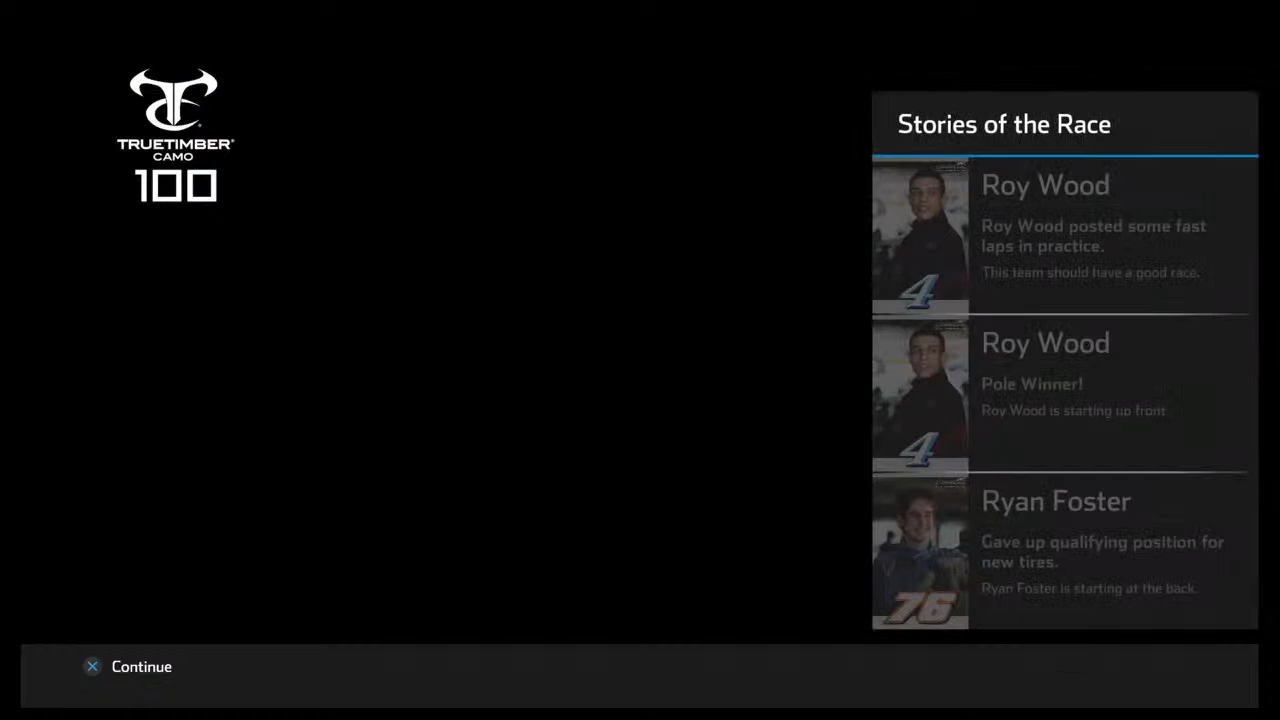 TRUETIMBER®
CAMO
100
Stories of the Race
Roy Wood
Roy Wood posted some fast
laps in practice.
This team should have a good race.
4
Roy Wood
Pole Winner!
Roy Wood is starting up front
4
Ryan Foster
Gave up qualifying position for
new tires.
Ryan Foster is starting at the back.
76
Continue